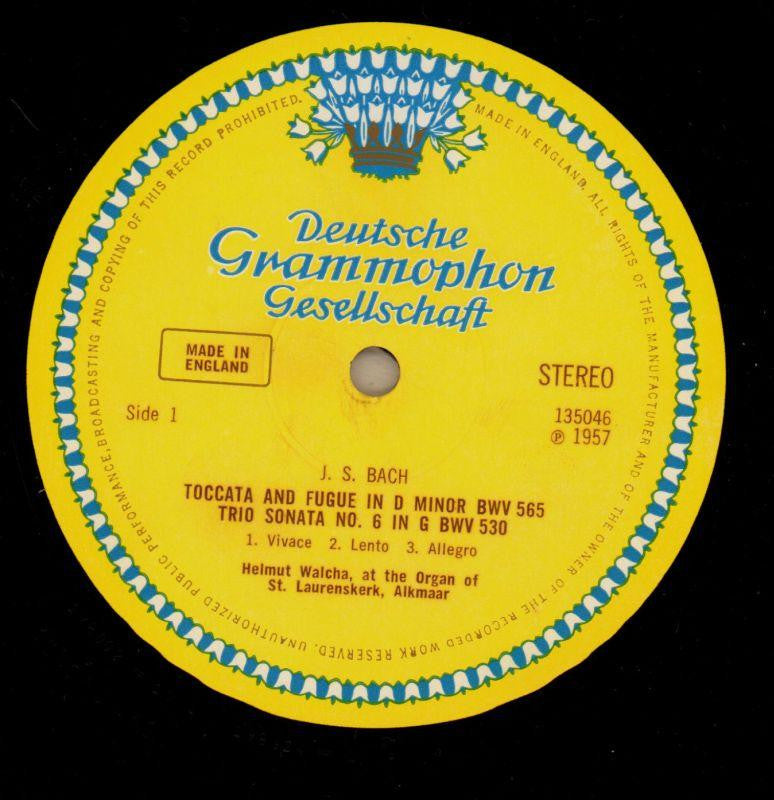 MADE IN ENGLAND. ALL RIGHTS OF THE MANUFACTURER AND OF THE OWNER OF THE RECORDED WORK RESERVED. UNAUTHORIZED PUBLIC PERFORMANCE, BROADCASTING AND COPYING OF THIS RECORD PROHIBITED.
Deutsche
Grammophon
Gesellschaft
MADE IN
ENGLAND
STEREO
Side 1
135046
℗ 1957
J. S. BACH
TOCCATA AND FUGUE IN D MINOR BWV 565
TRIO SONATA NO. 6 IN G BWV 530
1. Vivace 2. Lento 3. Allegro
Helmut Walcha, at the Organ of
St. Laurenskerk, Alkmaar